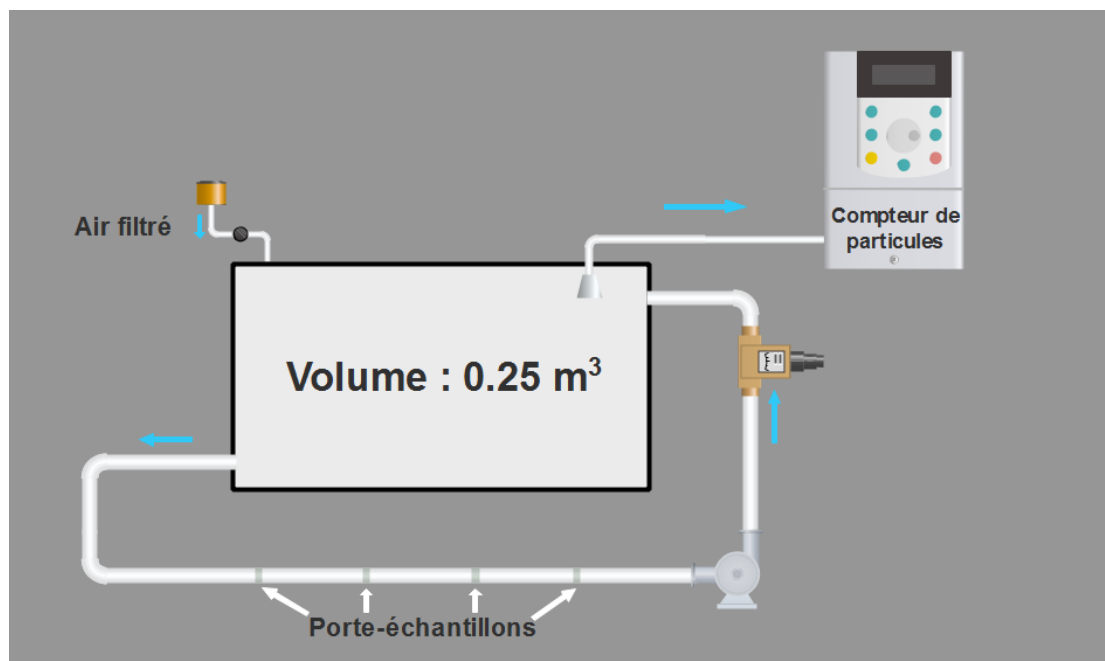 Compteur de
particules
Air filtré
Volume : 0.25 m³
Porte-échantillons